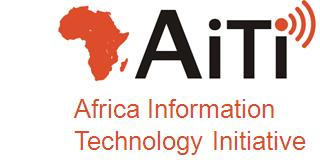 AiTi
Africa Information
Technology Initiative